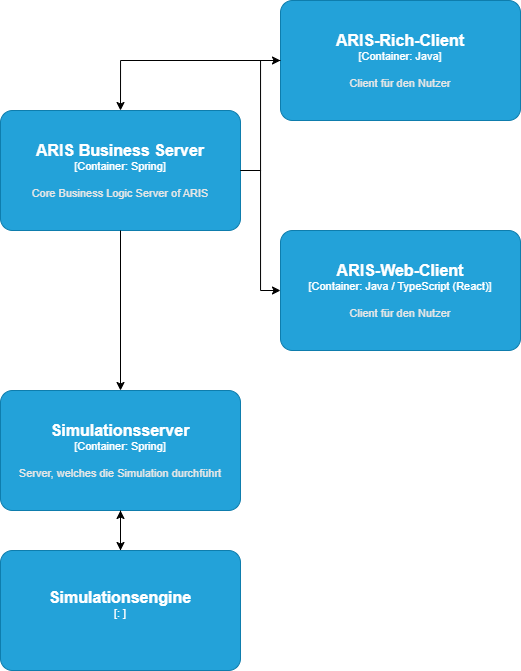 ARIS-Rich-Client
[Container: Java]
Client für den Nutzer
ARIS Business Server
[Container: Spring]
Core Business Logic Server of ARIS
ARIS-Web-Client
[Container: Java / TypeScript (React)]
Client für den Nutzer
Simulationsserver
[Container: Spring]
Server, welches die Simulation durchführt
Simulationsengine
[: ]